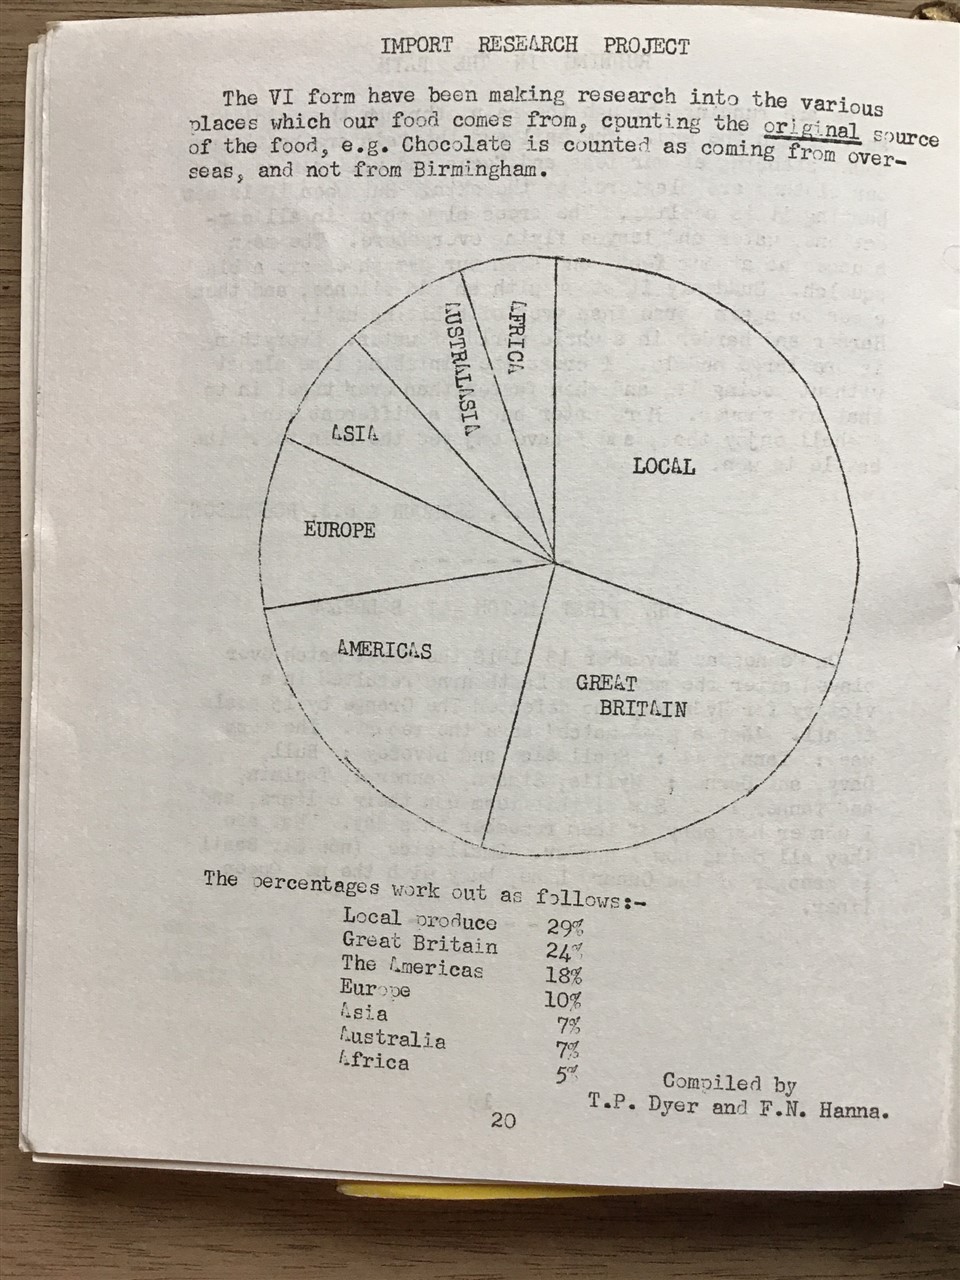 IMPORT RESEARCH PROJECT
The VI form have been making research into the various
places which our food comes from, cpunting the original source
of the food, e.g. Chocolate is counted as coming from over-
seas, and not from Birmingham.
AFRICA
AUSTRALASIA
ASIA
LOCAL
EUROPE
AMERICAS
GREAT
BRITAIN
The percentages work out as follows:-
Local produce 29%
Great Britain 24%
The Americas 18%
Europe 10%
Asia 7%
Australia 7%
Africa 5%
Compiled by
T.P. Dyer and F.N. Hanna.
20